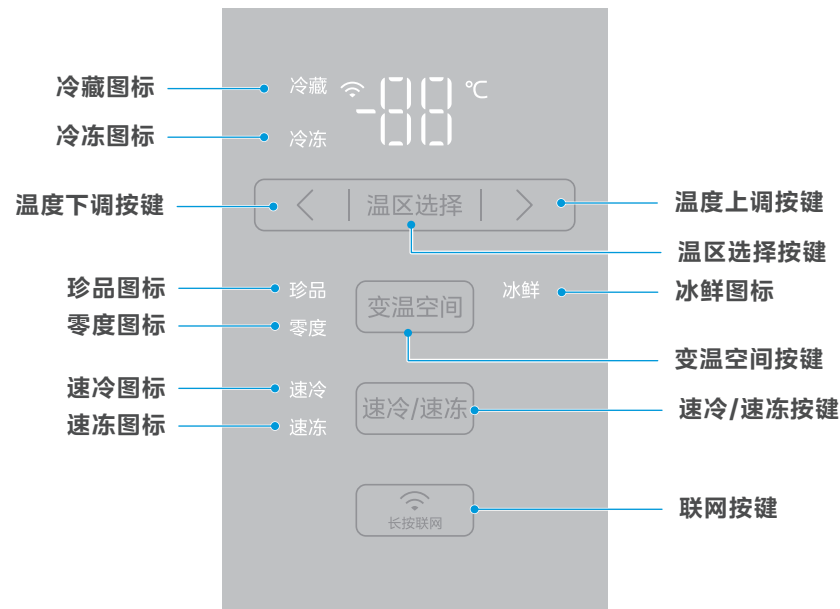 冷藏图标
冷藏
-88
℃
冷冻图标
冷冻
温度下调按键
<
温区选择
>
温度上调按键
温区选择按键
珍品图标
珍品
冰鲜
冰鲜图标
变温空间
零度图标
零度
变温空间按键
速冷图标
速冷
速冷/速冻
速冷/速冻按键
速冻图标
速冻
联网按键
长按联网